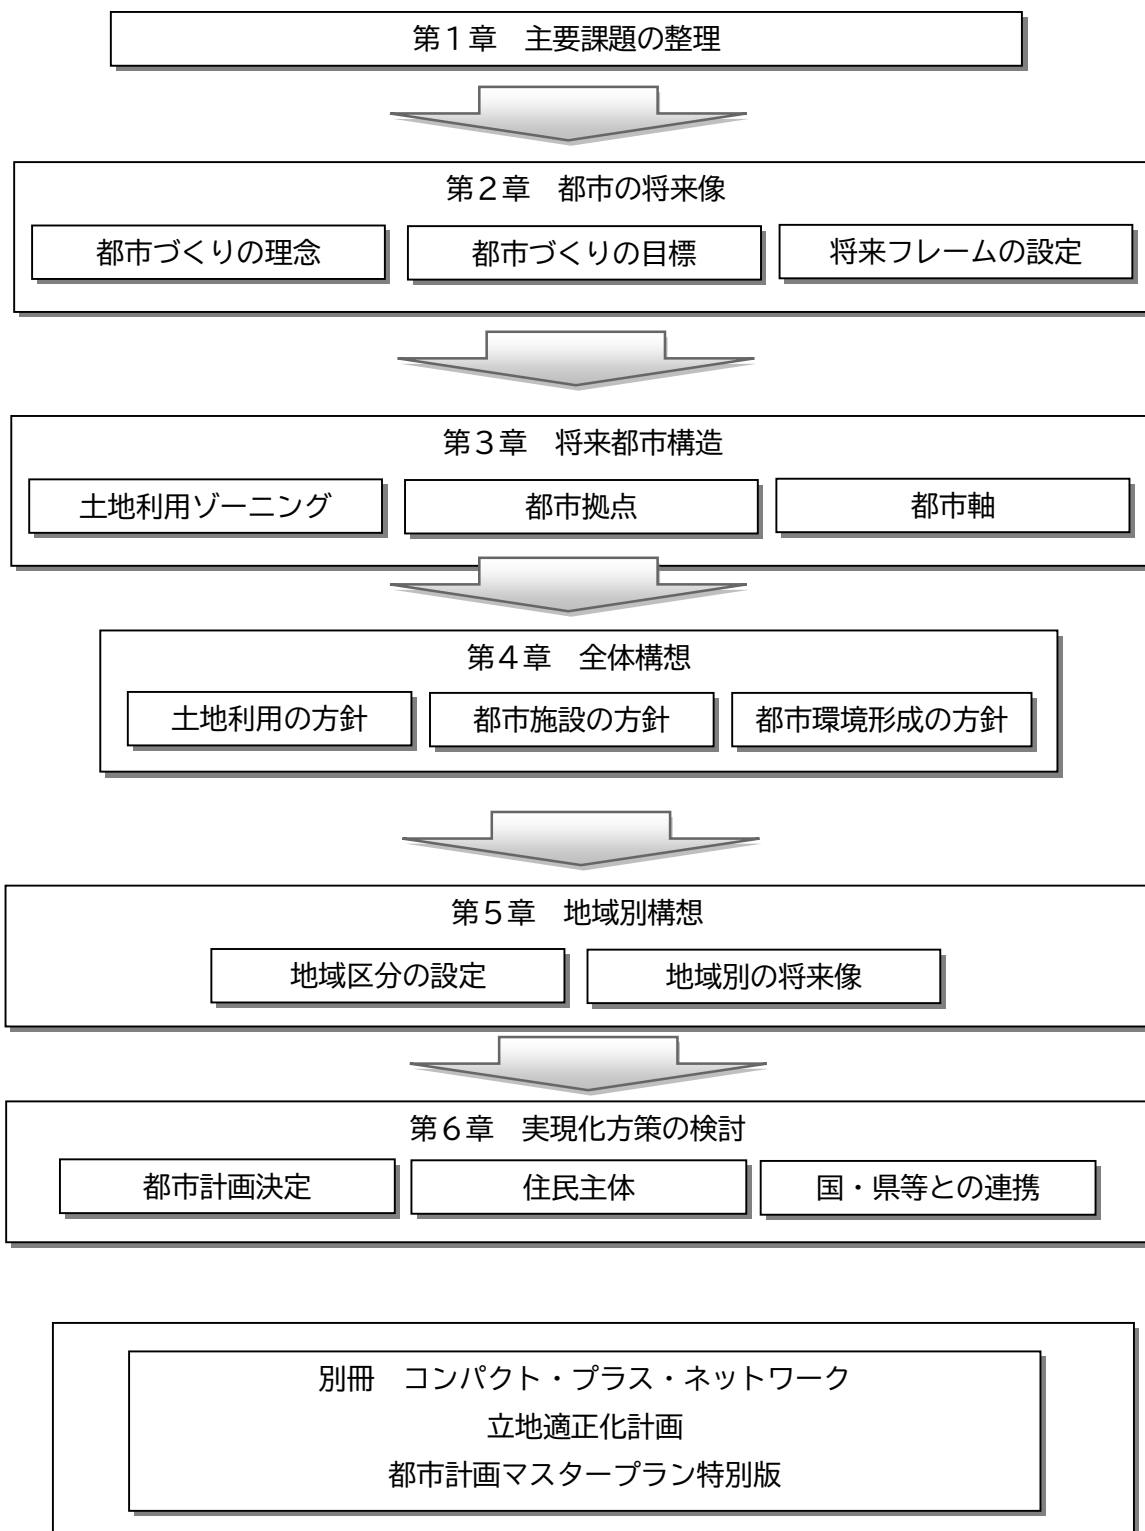 第１章　主要課題の整理
第２章　都市の将来像
都市づくりの理念
都市づくりの目標
将来フレームの設定
第３章　将来都市構造
土地利用ゾーニング
都市拠点
都市軸
第４章　全体構想
土地利用の方針
都市施設の方針
都市環境形成の方針
第５章　地域別構想
地域区分の設定
地域別の将来像
第６章　実現化方策の検討
都市計画決定
住民主体
国・県等との連携
別冊　コンパクト・プラス・ネットワーク
立地適正化計画
都市計画マスタープラン特別版